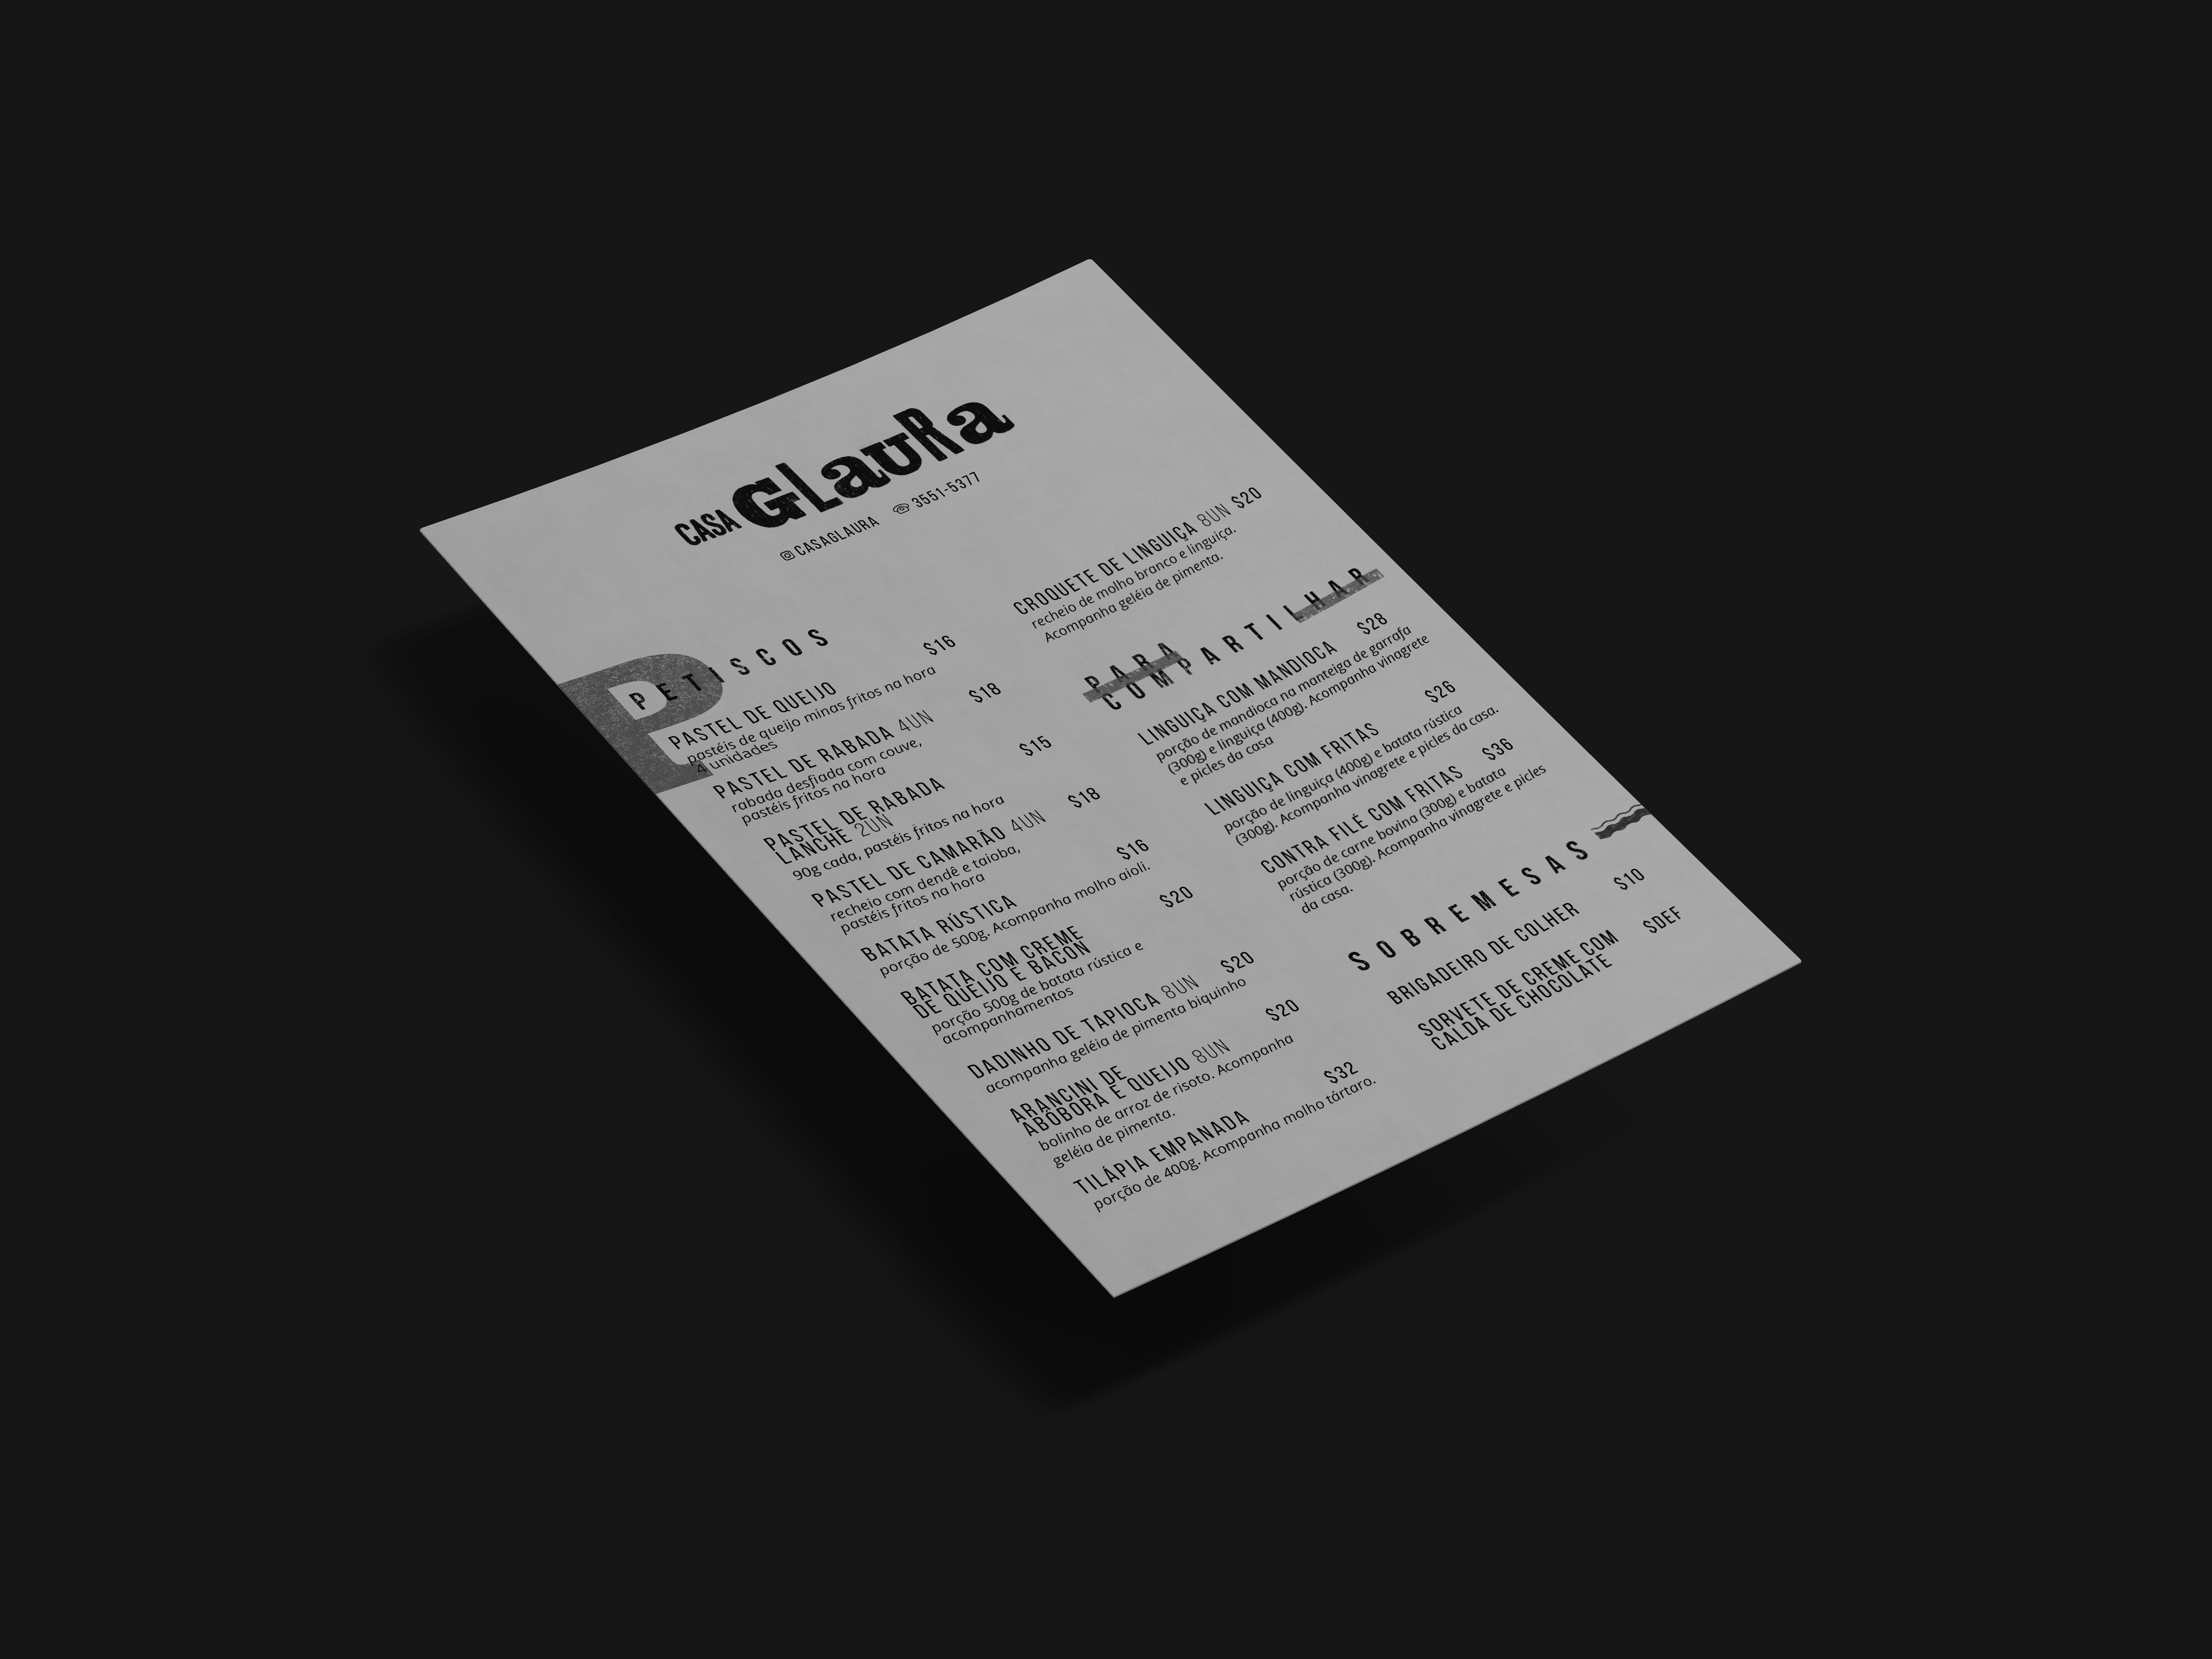 CASA GLauRa
CASAGLAURA 3551-5377
PETISCOS
PASTEL DE QUEIJO $16
pastéis de queijo minas fritos na hora
4 unidades
PASTEL DE RABADA 4UN $18
rabada desfiada com couve,
pastéis fritos na hora
PASTEL DE RABADA $15
LANCHE 2UN
90g cada, pastéis fritos na hora
PASTEL DE CAMARÃO 4UN $18
recheio com dendê e taioba,
pastéis fritos na hora
BATATA RÚSTICA $16
porção de 500g. Acompanha molho aioli.
BATATA COM CREME $20
DE QUEIJO E BACON
porção 500g de batata rústica e
acompanhamentos
DADINHO DE TAPIOCA 8UN $20
acompanha geléia de pimenta biquinho
ARANCINI DE $20
ABÓBORA E QUEIJO 8UN
bolinho de arroz de risoto. Acompanha
geléia de pimenta.
TILÁPIA EMPANADA $32
porção de 400g. Acompanha molho tártaro.
CROQUETE DE LINGUIÇA 8UN $20
recheio de molho branco e linguiça.
Acompanha geléia de pimenta.
PARA
COMPARTILHAR
LINGUIÇA COM MANDIOCA $28
porção de mandioca na manteiga de garrafa
(300g) e linguiça (400g). Acompanha vinagrete
e picles da casa
LINGUIÇA COM FRITAS $26
porção de linguiça (400g) e batata rústica
(300g). Acompanha vinagrete e picles da casa.
CONTRA FILÉ COM FRITAS $36
porção de carne bovina (300g) e batata
rústica (300g). Acompanha vinagrete e picles
da casa.
SOBREMESAS
BRIGADEIRO DE COLHER $10
SORVETE DE CREME COM $DEF
CALDA DE CHOCOLATE